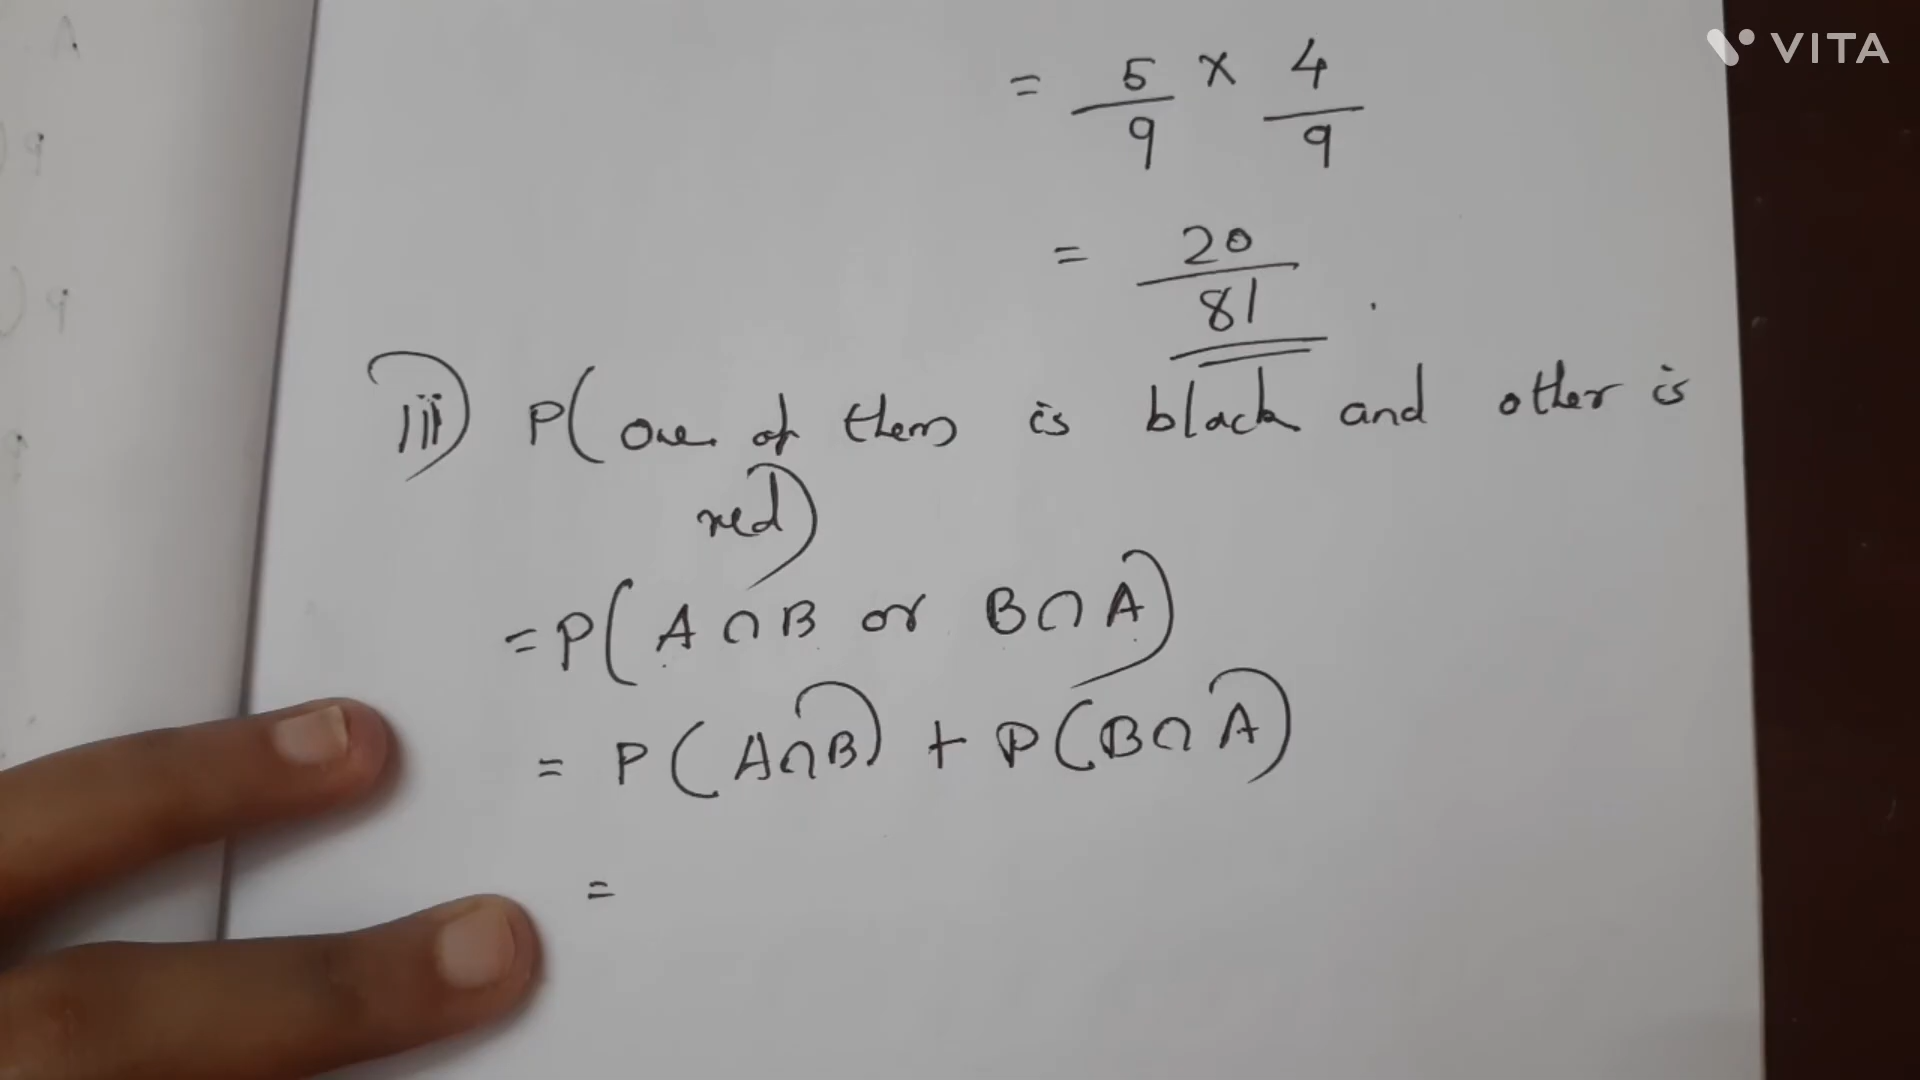 VITA
= 5/9 × 4/9
= 20/81
iii) P(one of them is black and other is
red)
= P(A∩B or B∩A)
= P(A∩B) + P(B∩A)
=